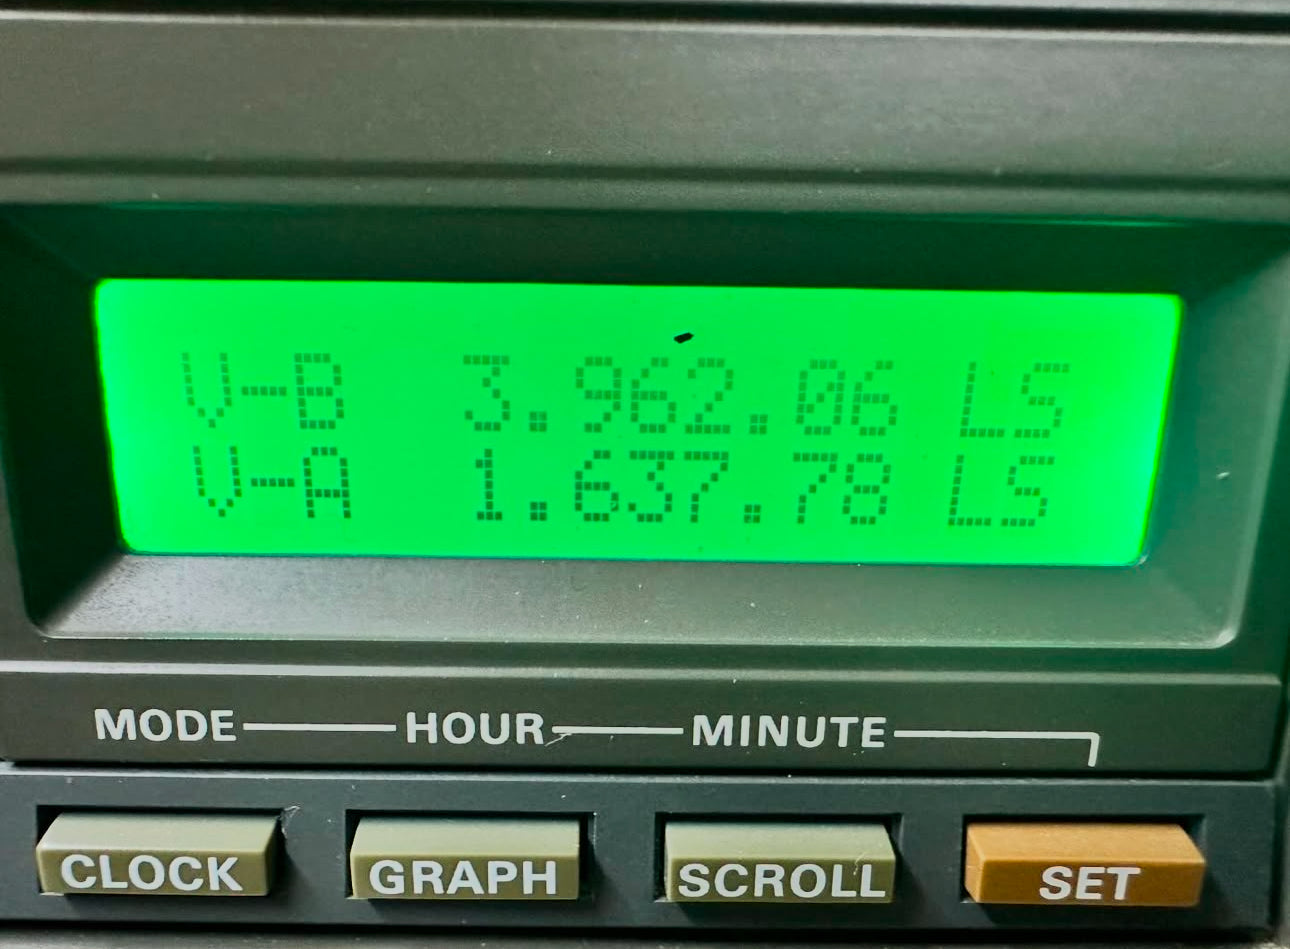 V-B 3.962.06 LS
V-A 1.637.78 LS
MODE HOUR MINUTE
CLOCK GRAPH SCROLL SET